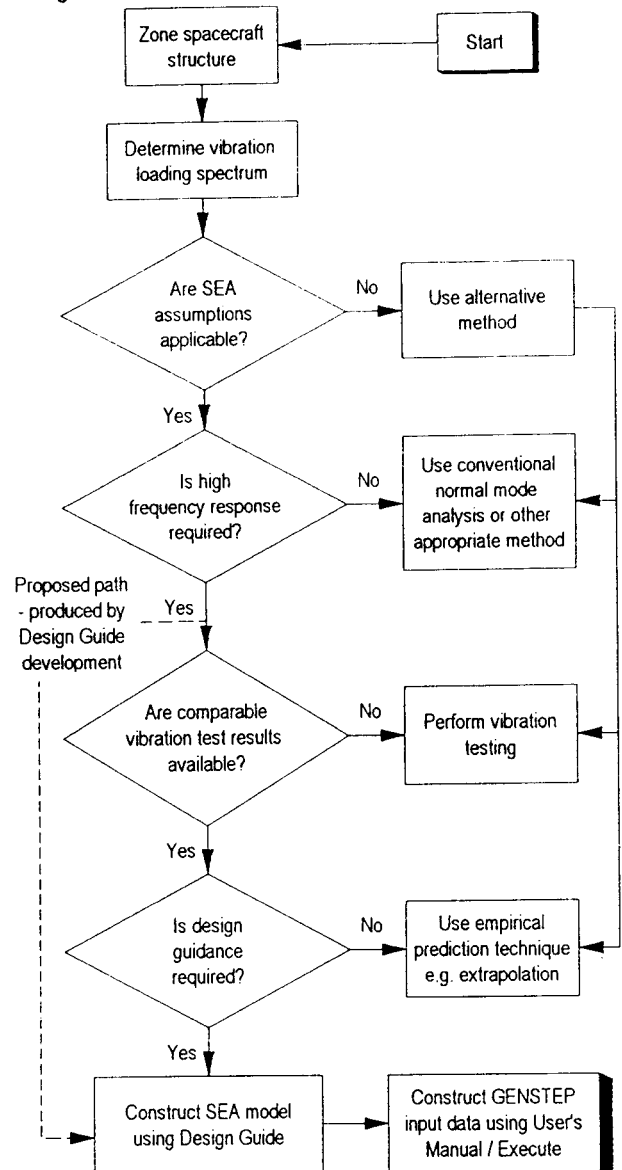 Zone spacecraft
structure
Start
Determine vibration
loading spectrum
Are SEA
assumptions
applicable?
No
Use alternative
method
Yes
Is high
frequency response
required?
No
Use conventional
normal mode
analysis or other
appropriate method
Proposed path
- produced by
Design Guide
development
Yes
Are comparable
vibration test results
available?
No
Perform vibration
testing
Yes
Is design
guidance
required?
No
Use empirical
prediction technique
e.g. extrapolation
Yes
Construct SEA model
using Design Guide
Construct GENSTEP
input data using User's
Manual / Execute